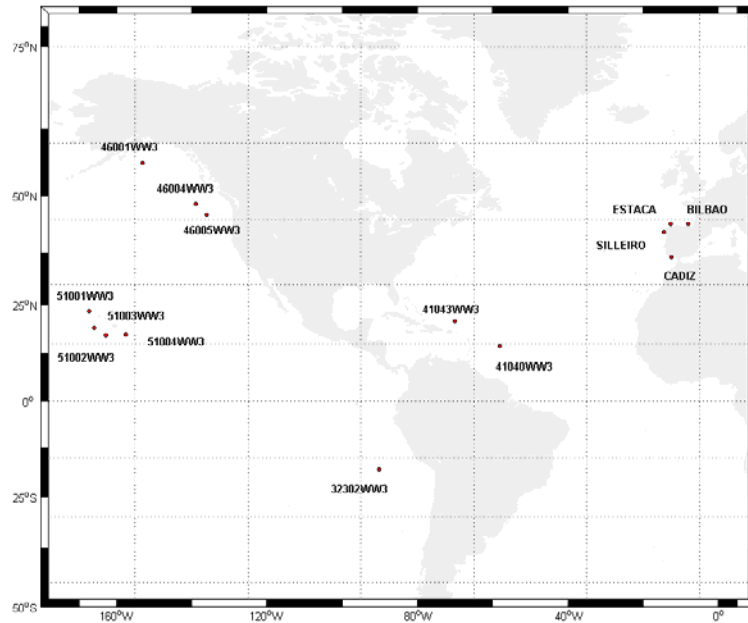 75°N
46001WW3
50°N
46004WW3
46005WW3
ESTACA
BILBAO
SILLEIRO
CADIZ
51001WW3
51003WW3
25°N
51004WW3
51002WW3
41043WW3
41040WW3
0°
32302WW3
25°S
50°S
160°W
120°W
80°W
40°W
0°